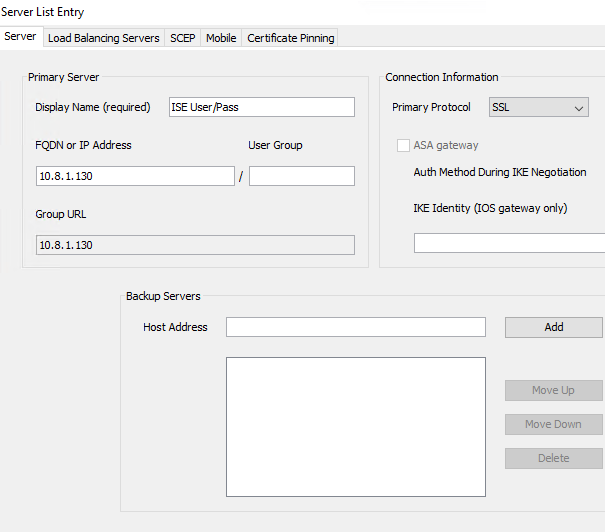 Server List Entry
Server Load Balancing Servers SCEP Mobile Certificate Pinning
Primary Server
Display Name (required) ISE User/Pass
FQDN or IP Address User Group
10.8.1.130 /
Group URL
10.8.1.130
Connection Information
Primary Protocol SSL
ASA gateway
Auth Method During IKE Negotiation
IKE Identity (IOS gateway only)
Backup Servers
Host Address Add
Move Up
Move Down
Delete